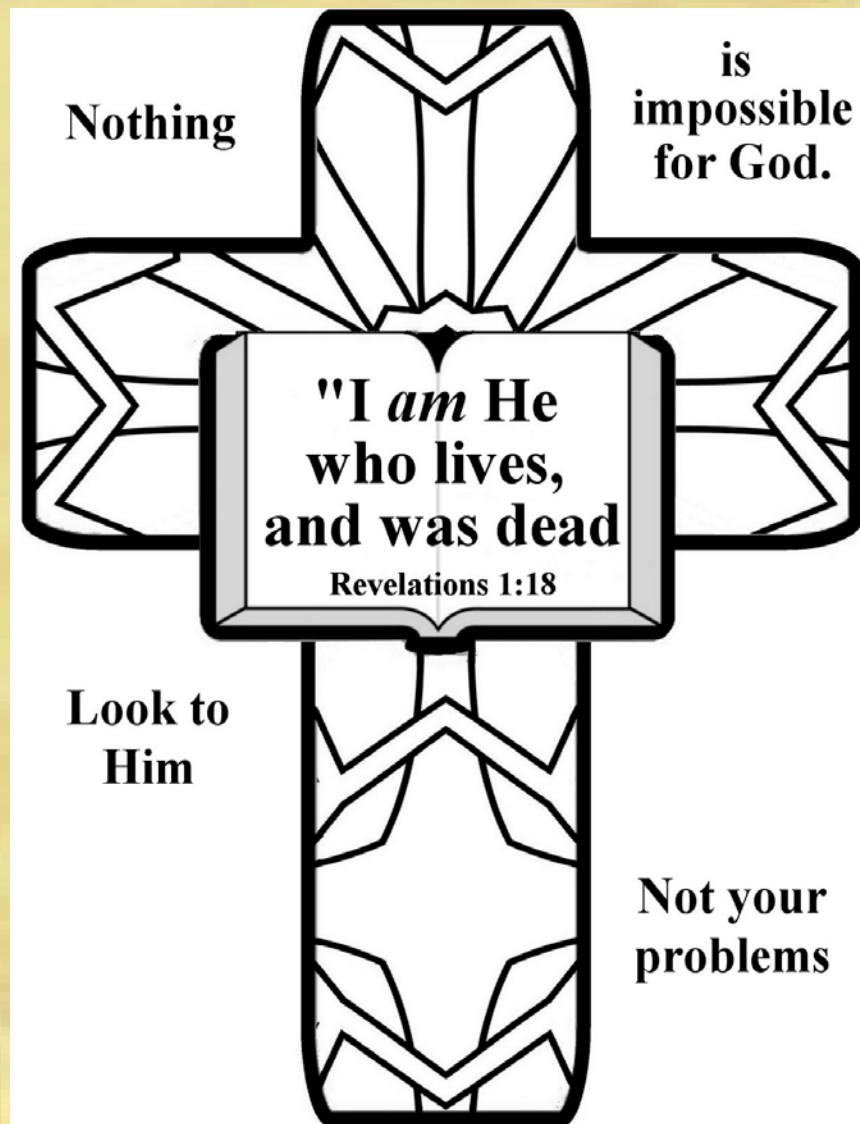 Nothing
is
impossible
for God.
"I am He
who lives,
and was dead
Revelations 1:18
Look to
Him
Not your
problems